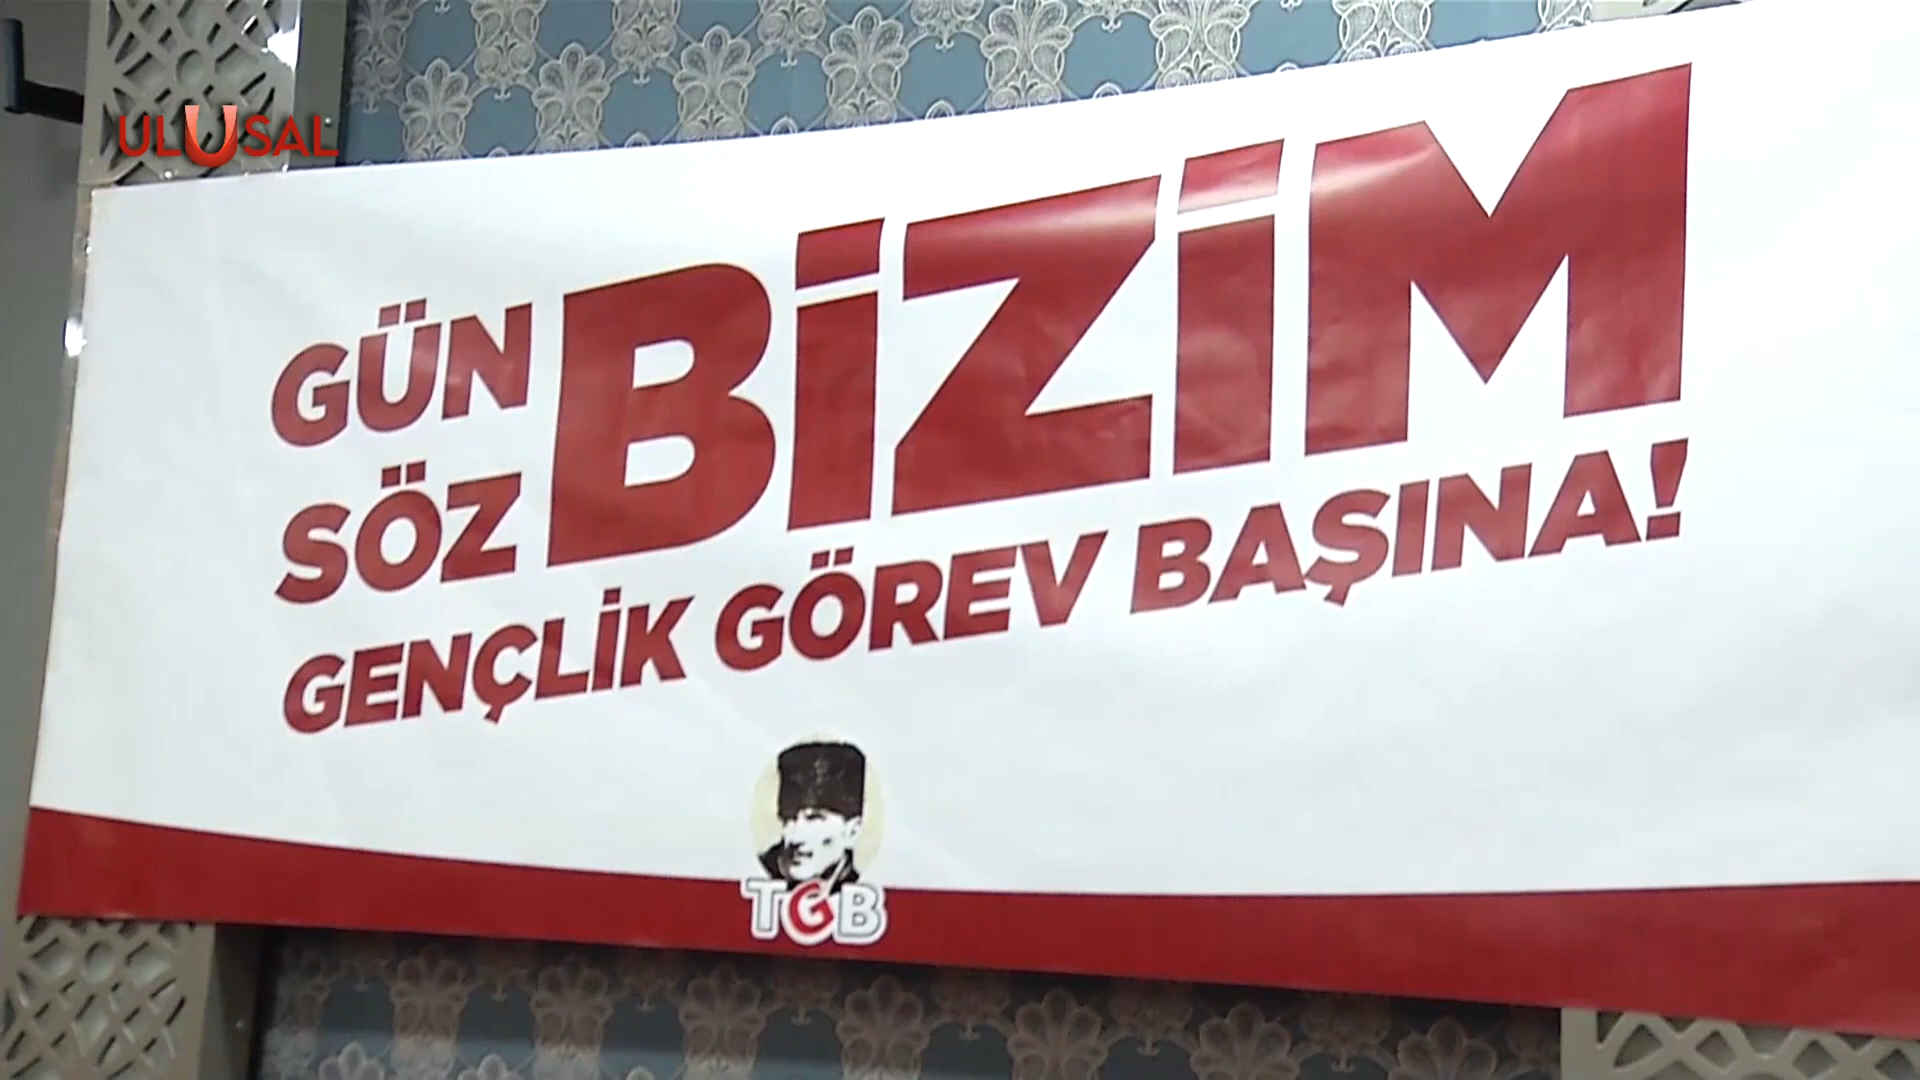 ULUSAL
GÜN
SÖZ
BİZİM
GENÇLİK GÖREV BAŞINA!
TGB